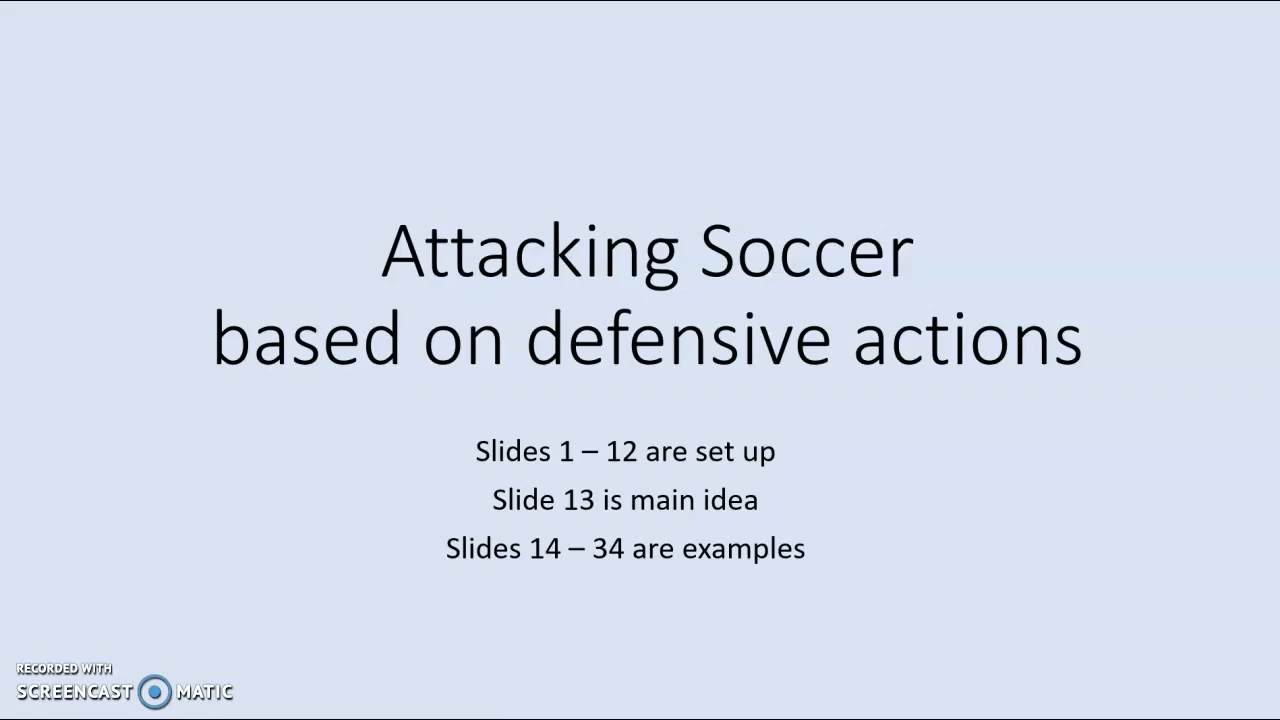 Attacking Soccer
based on defensive actions
Slides 1 – 12 are set up
Slide 13 is main idea
Slides 14 – 34 are examples
RECORDED WITH
SCREENCAST MATIC